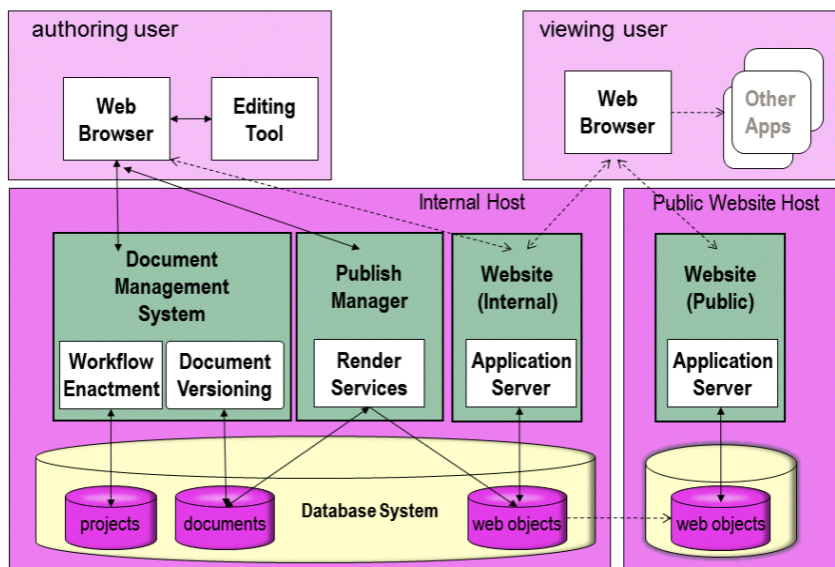 authoring user
viewing user
Web
Browser
Editing
Tool
Web
Browser
Other
Apps
Internal Host
Public Website Host
Document
Management
System
Publish
Manager
Website
(Internal)
Website
(Public)
Workflow
Enactment
Document
Versioning
Render
Services
Application
Server
Application
Server
projects
documents
Database System
web objects
web objects